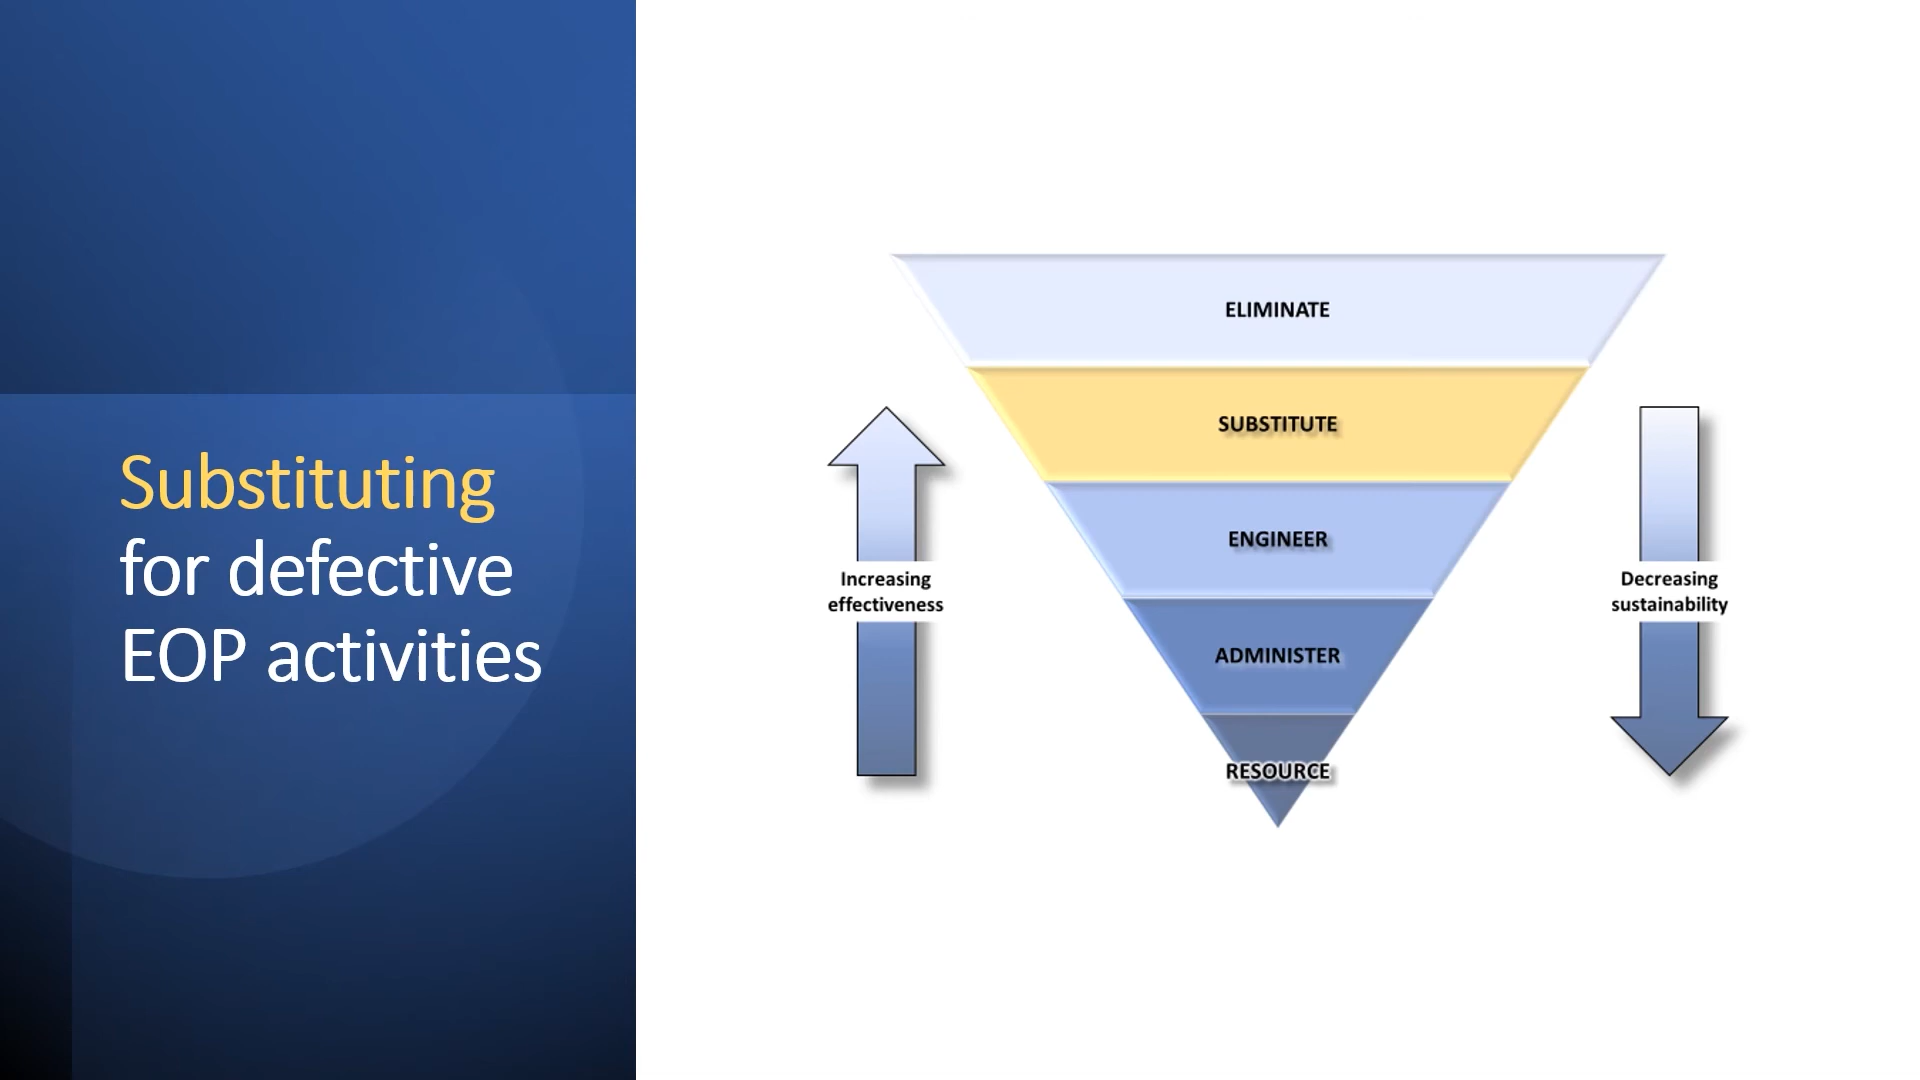 Substituting
for defective
EOP activities
ELIMINATE
SUBSTITUTE
ENGINEER
ADMINISTER
RESOURCE
Increasing
effectiveness
Decreasing
sustainability